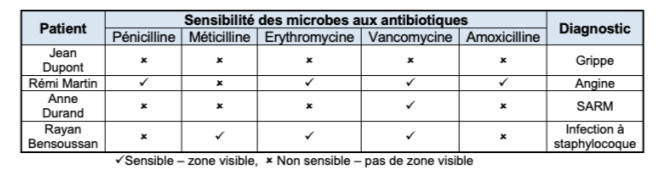 Patient Sensibilité des microbes aux antibiotiques Diagnostic
Pénicilline Méticilline Erythromycine Vancomycine Amoxicilline
Jean
Dupont × × × × × Grippe
Rémi Martin ✓ × ✓ ✓ ✓ Angine
Anne
Durand × × × ✓ × SARM
Rayan
Bensoussan × ✓ ✓ ✓ × Infection à
staphylocoque
✓Sensible – zone visible, × Non sensible – pas de zone visible